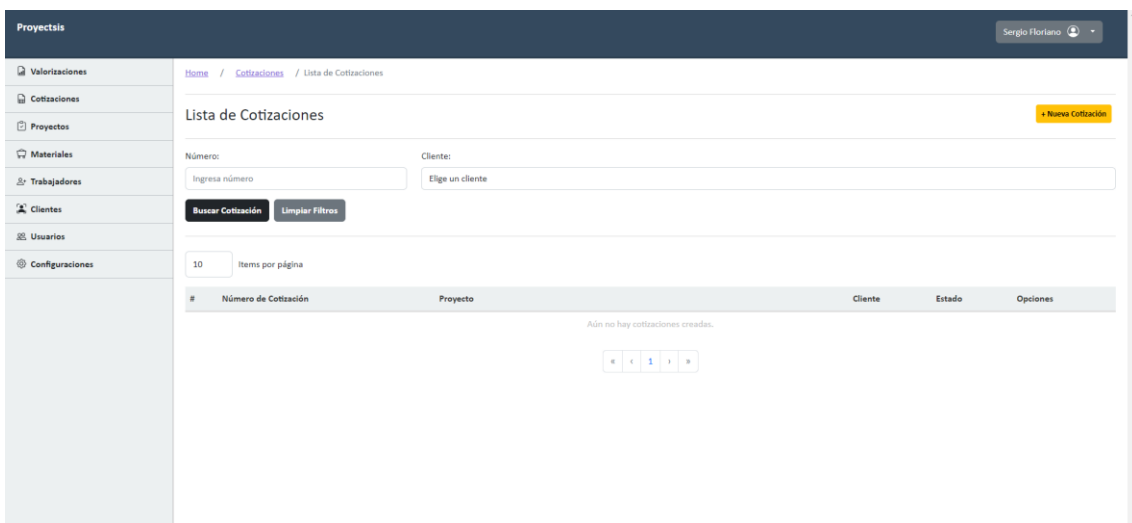 Proyectsis
Sergio Floriano
Valorizaciones
Cotizaciones
Proyectos
Materiales
Trabajadores
Clientes
Usuarios
Configuraciones
Home / Cotizaciones / Lista de Cotizaciones
Lista de Cotizaciones
+ Nueva Cotización
Número: Cliente:
Ingresa número Elige un cliente
Buscar Cotización Limpiar Filtros
10 Items por página
# Número de Cotización Proyecto Cliente Estado Opciones
Aún no hay cotizaciones creadas.
« ‹ 1 › »